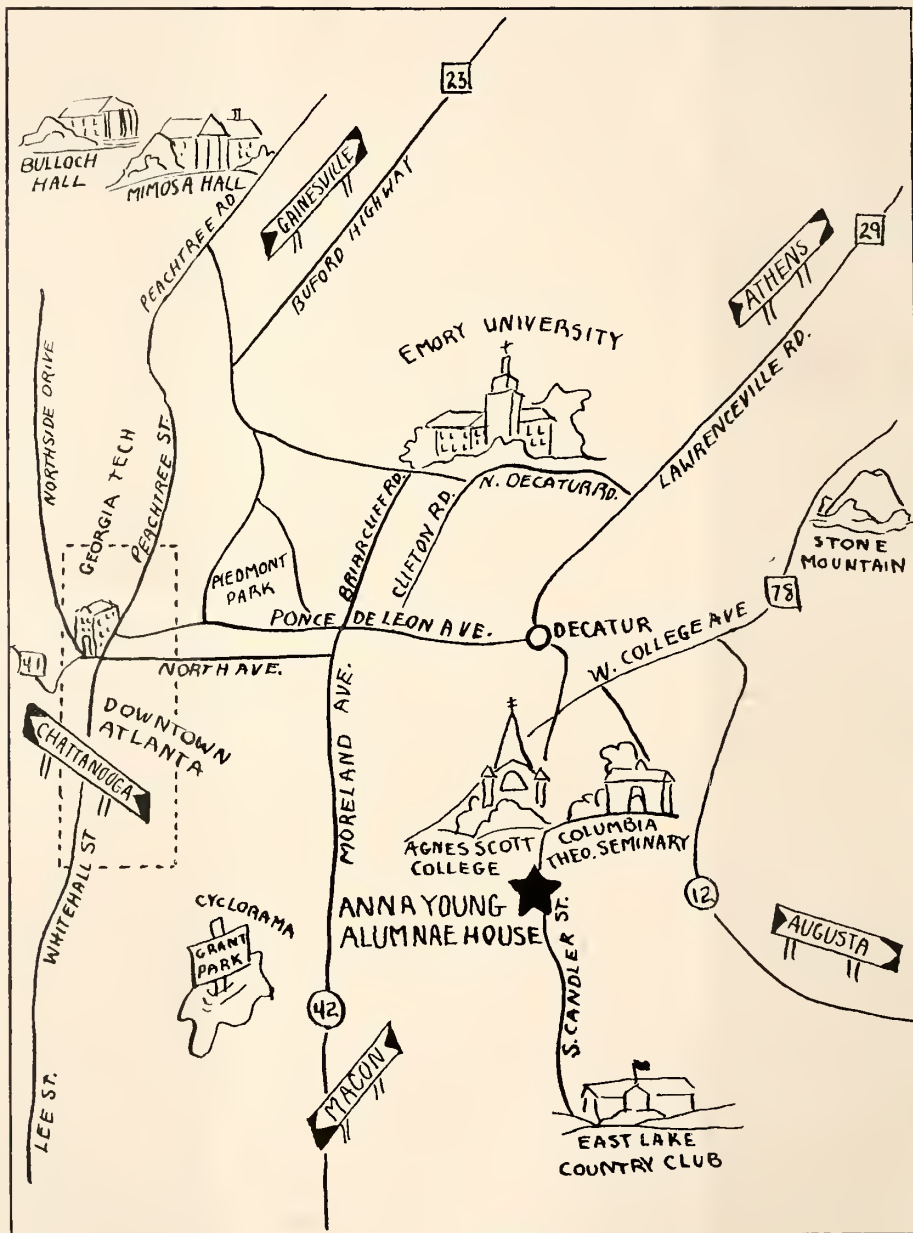 23
BULLOCH
HALL
MIMOSA HALL
PEACHTREE RD
GAINESVILLE
BUFORD HIGHWAY
29
ATHENS
EMORY UNIVERSITY
NORTHSIDE DRIVE
GEORGIA TECH
PEACHTREE ST.
LAWRENCEVILLE RD.
BRIARCLIFF RD.
CLIFTON RD.
N. DECATUR RD.
STONE
MOUNTAIN
PIEDMONT
PARK
78
PONCE DE LEON AVE.
DECATUR
W. COLLEGE AVE
41
NORTH AVE.
DOWNTOWN
ATLANTA
CHATTANOOGA
MORELAND AVE.
AGNES SCOTT
COLLEGE
COLUMBIA
THEO. SEMINARY
WHITEHALL ST
12
CYCLORAMA
GRANT
PARK
ANNA YOUNG
ALUMNAE HOUSE
S. CANDLER ST.
AUGUSTA
42
MACON
LEE ST.
EAST LAKE
COUNTRY CLUB